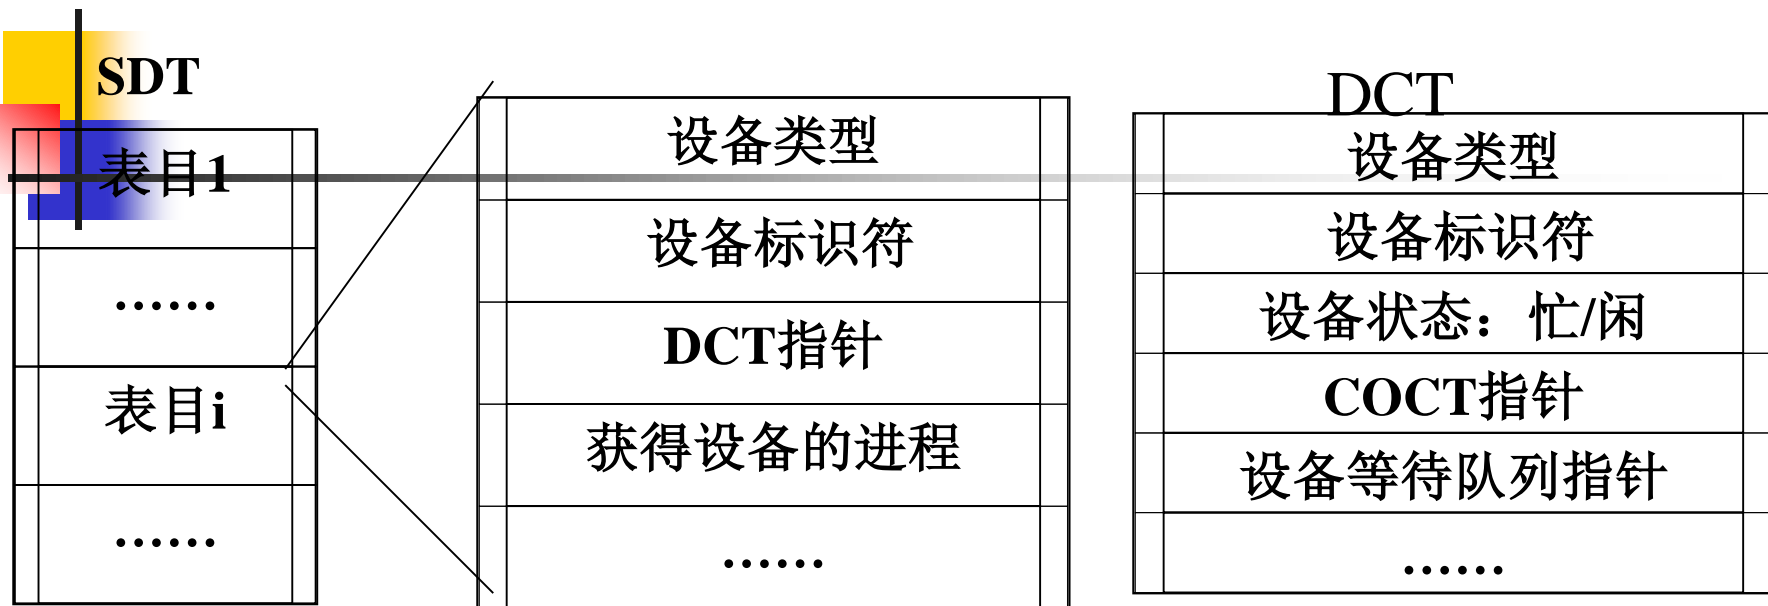 SDT
表目1
……
表目i
……
设备类型
设备标识符
DCT指针
获得设备的进程
……
DCT
设备类型
设备标识符
设备状态：忙/闲
COCT指针
设备等待队列指针
……